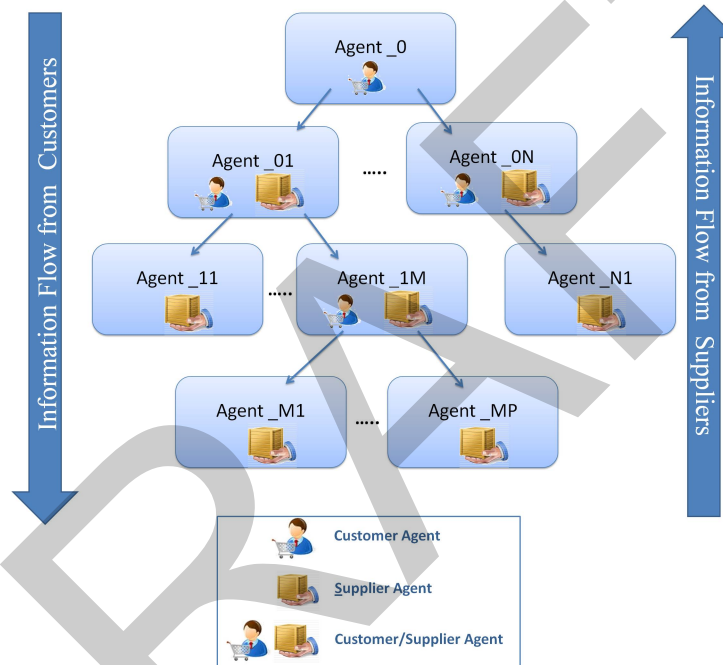 Information Flow from Customers
Information Flow from Suppliers
Agent _0
Agent _01
.....
Agent _0N
Agent _11
.....
Agent _1M
Agent _N1
Agent _M1
.....
Agent _MP
Customer Agent
Supplier Agent
Customer/Supplier Agent
DRAFT